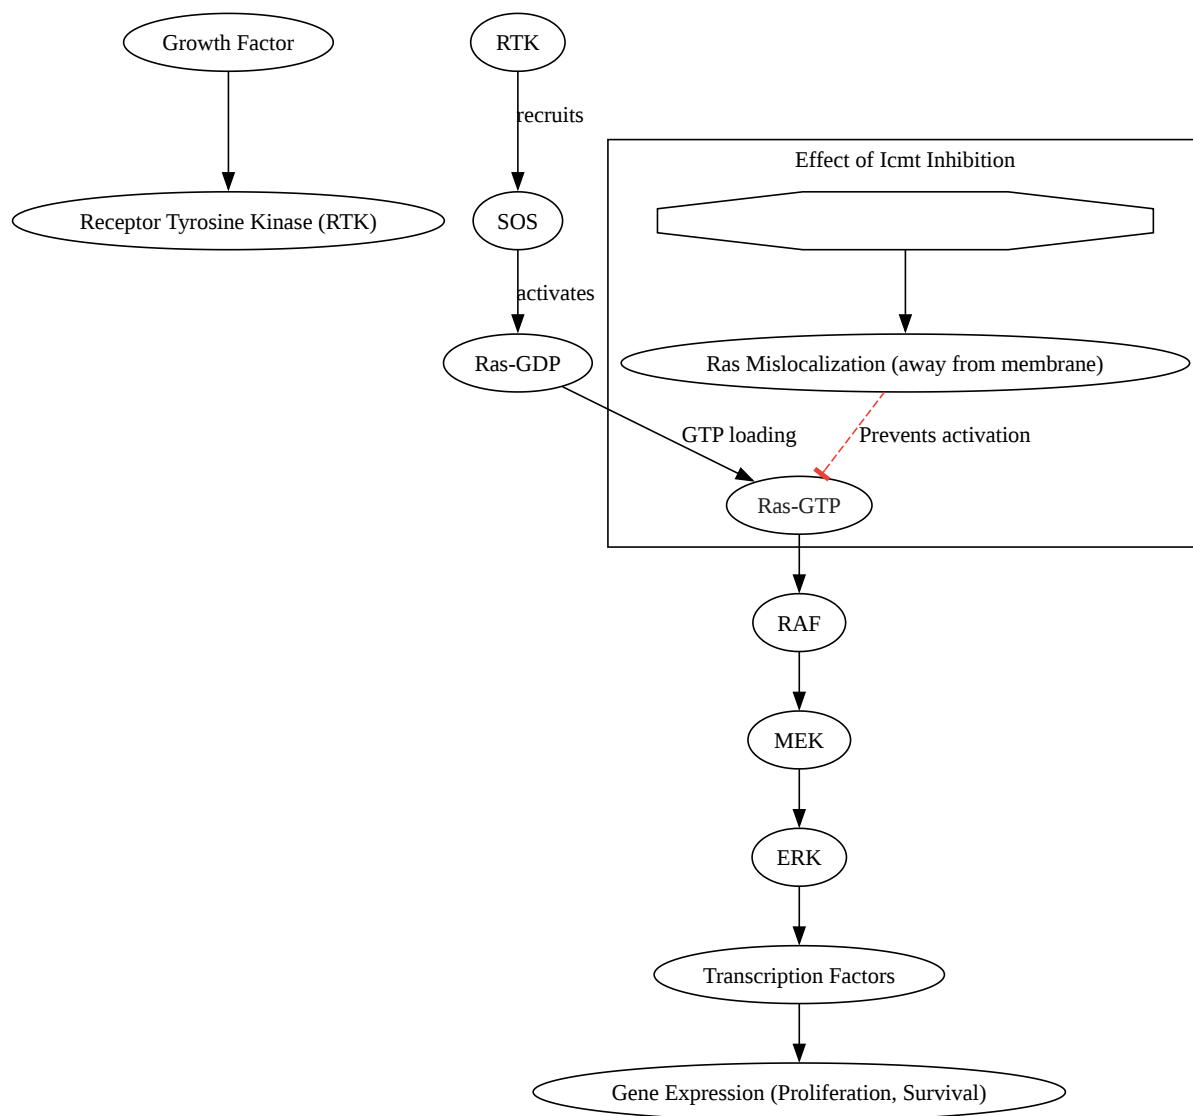 Growth Factor
RTK
recruits
Effect of Icmt Inhibition
Receptor Tyrosine Kinase (RTK)
SOS
activates
Ras-GDP
Ras Mislocalization (away from membrane)
GTP loading
Prevents activation
Ras-GTP
RAF
MEK
ERK
Transcription Factors
Gene Expression (Proliferation, Survival)